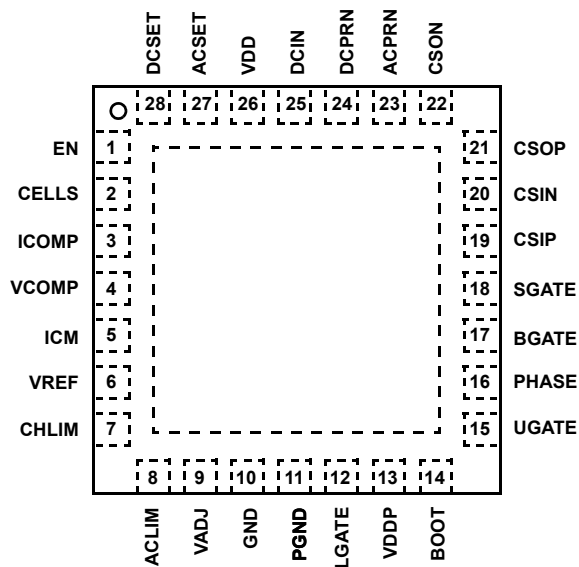 DCSET
ACSET
VDD
DCIN
DCPRN
ACPRN
CSON
28 27 26 25 24 23 22
EN 1
CELLS 2
ICOMP 3
VCOMP 4
ICM 5
VREF 6
CHLIM 7
21 CSOP
20 CSIN
19 CSIP
18 SGATE
17 BGATE
16 PHASE
15 UGATE
8 9 10 11 12 13 14
ACLIM
VADJ
GND
PGND
LGATE
VDDP
BOOT